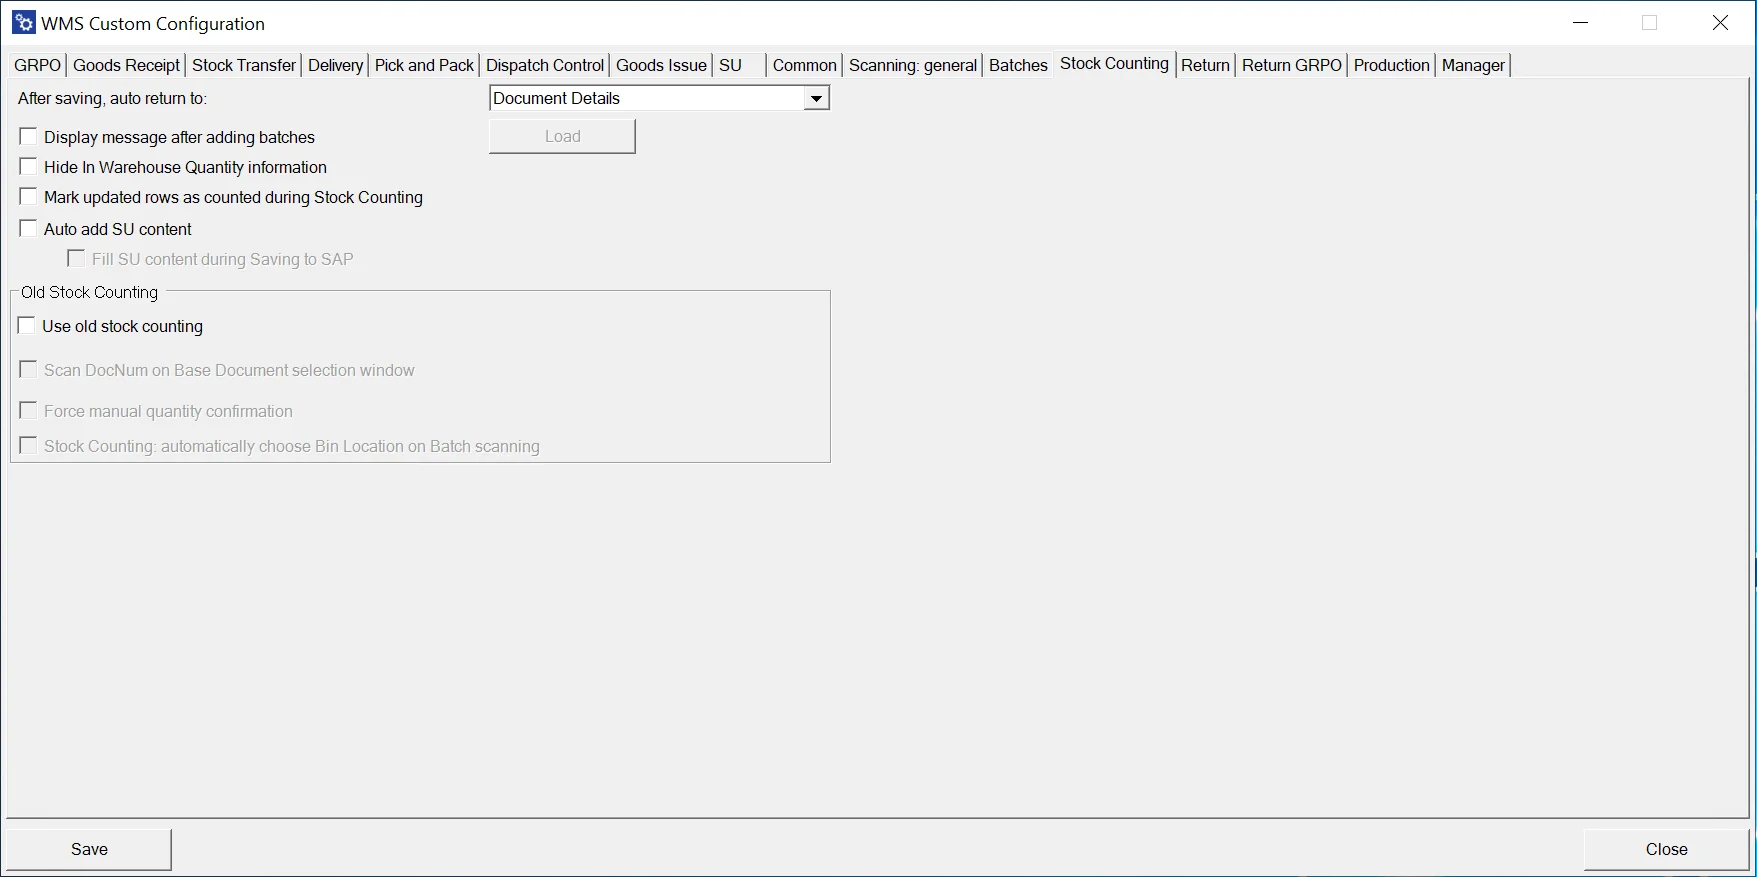 WMS Custom Configuration
GRPO Goods Receipt Stock Transfer Delivery Pick and Pack Dispatch Control Goods Issue SU Common Scanning: general Batches Stock Counting Return Return GRPO Production Manager
After saving, auto return to: Document Details
Display message after adding batches Load
Hide In Warehouse Quantity information
Mark updated rows as counted during Stock Counting
Auto add SU content
Fill SU content during Saving to SAP
Old Stock Counting
Use old stock counting
Scan DocNum on Base Document selection window
Force manual quantity confirmation
Stock Counting: automatically choose Bin Location on Batch scanning
Save Close